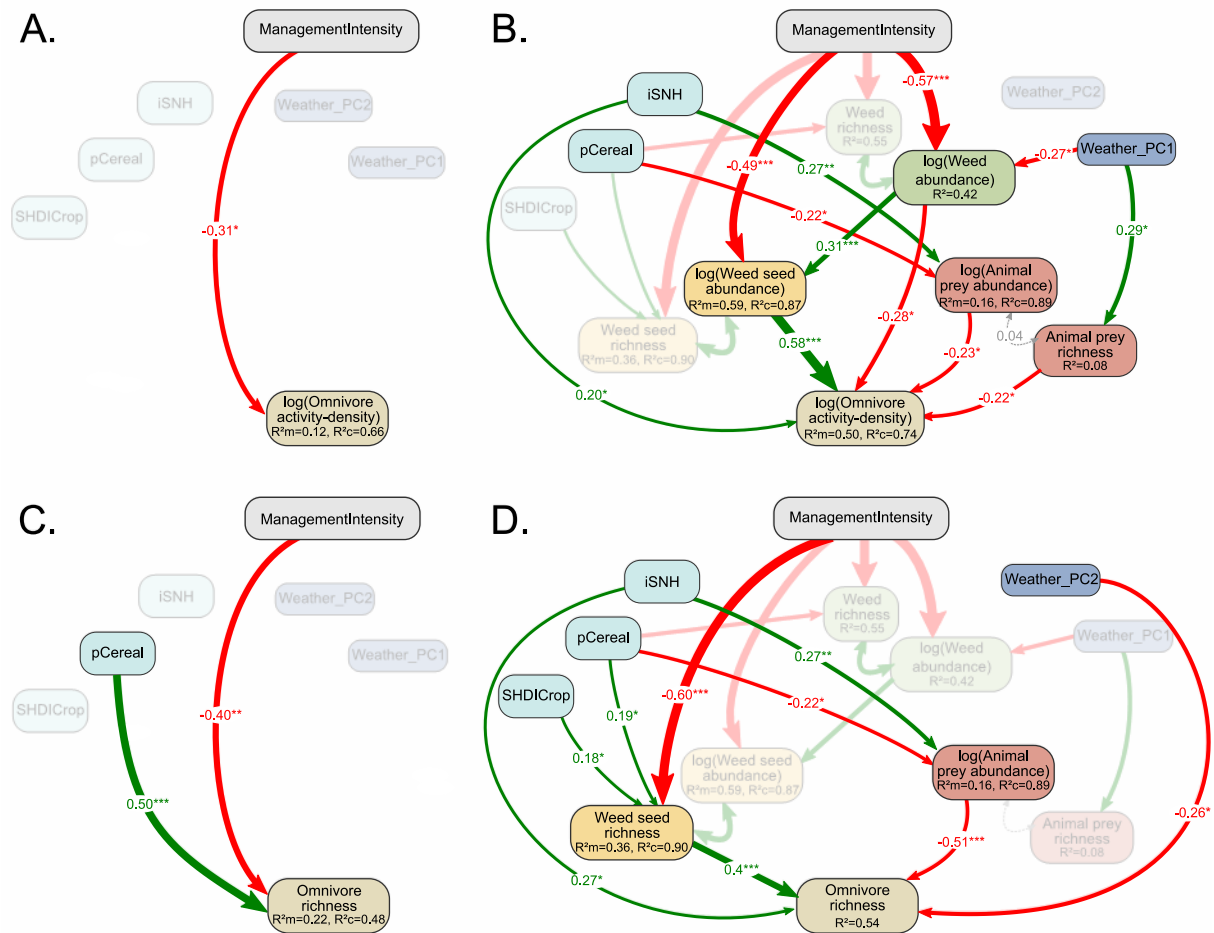 A.
ManagementIntensity
iSNH
Weather_PC2
pCereal
Weather_PC1
SHDICrop
-0.31*
log(Omnivore
activity-density)
R²m=0.12, R²c=0.66
B.
ManagementIntensity
iSNH
Weather_PC2
-0.57***
Weed
richness
R²=0.55
pCereal
Weather_PC1
-0.49***
0.27**
log(Weed
abundance)
R²=0.42
-0.27*
SHDICrop
-0.22*
0.29*
0.31***
log(Weed seed
abundance)
R²m=0.59, R²c=0.87
log(Animal
prey abundance)
R²m=0.16, R²c=0.89
-0.28*
Weed seed
richness
R²m=0.36, R²c=0.90
0.58***
0.04
Animal prey
richness
R²=0.08
-0.23*
0.20*
-0.22*
log(Omnivore
activity-density)
R²m=0.50, R²c=0.74
C.
ManagementIntensity
iSNH
Weather_PC2
pCereal
Weather_PC1
SHDICrop
-0.40**
0.50***
Omnivore
richness
R²m=0.22, R²c=0.48
D.
ManagementIntensity
iSNH
Weather_PC2
Weed
richness
R²=0.55
pCereal
Weather_PC1
0.27**
log(Weed
abundance)
R²=0.42
SHDICrop
-0.60***
-0.22*
0.19*
0.18*
log(Weed seed
abundance)
R²m=0.59, R²c=0.87
log(Animal
prey abundance)
R²m=0.16, R²c=0.89
-0.26*
Weed seed
richness
R²m=0.36, R²c=0.90
Animal prey
richness
R²=0.08
-0.51***
0.4***
0.27*
Omnivore
richness
R²=0.54